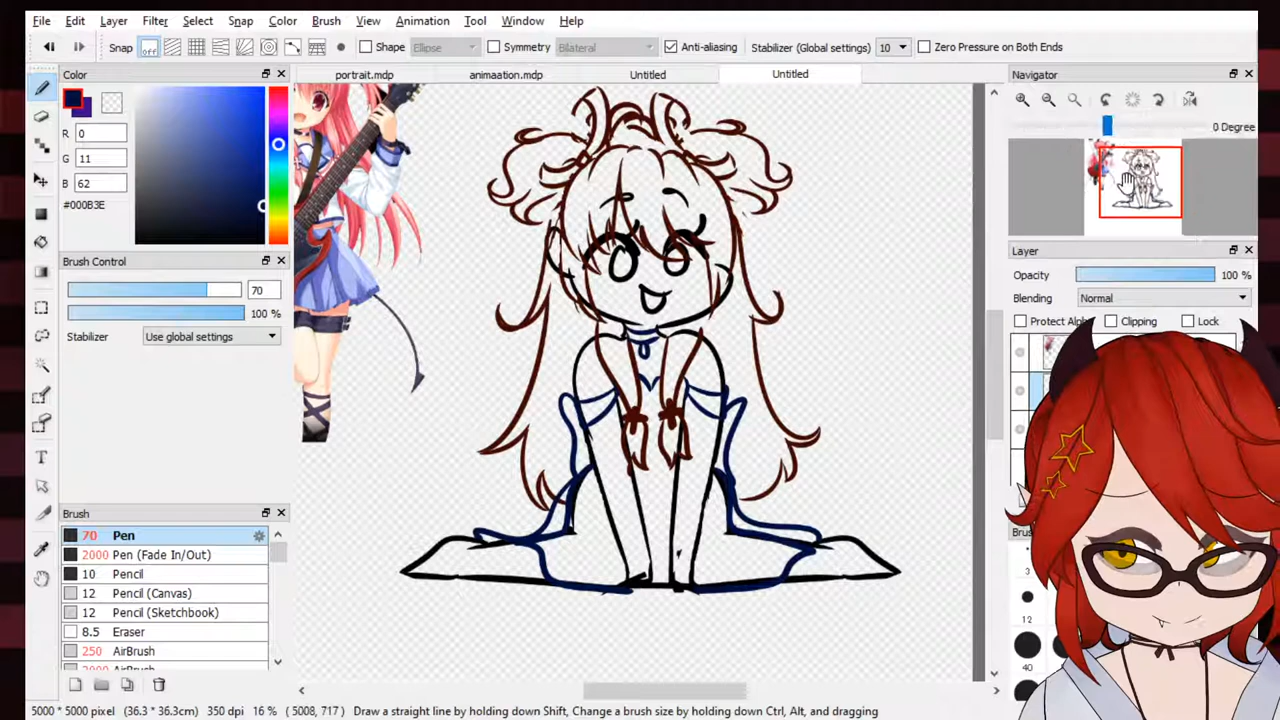 File Edit Layer Filter Select Snap Color Brush View Animation Tool Window Help
Snap off Shape Ellipse Symmetry Bilateral Anti-aliasing Stabilizer (Global settings) 10 Zero Pressure on Both Ends
Color
R 0
G 11
B 62
#000B3E
Brush Control
70
100 %
Stabilizer Use global settings
Brush
70 Pen
2000 Pen (Fade In/Out)
10 Pencil
12 Pencil (Canvas)
12 Pencil (Sketchbook)
8.5 Eraser
250 AirBrush
portrait.mdp animaation.mdp Untitled Untitled
Navigator
0 Degree
Layer
Opacity 100 %
Blending Normal
Protect Alp Clipping Lock
3
12
40
5000 * 5000 pixel (36.3 * 36.3cm) 350 dpi 16 % ( 5008, 717 ) Draw a straight line by holding down Shift, Change a brush size by holding down Ctrl, Alt, and dragging